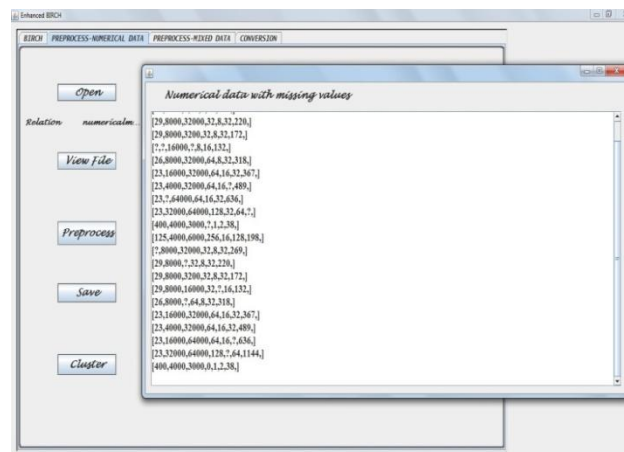 Enhanced BIRCH
BIRCH PREPROCESS-NUMERICAL DATA PREPROCESS-MIXED DATA CONVERSION
Open
Relation numericalm...
View File
Preprocess
Save
Cluster
Numerical data with missing values
[29,8000,32000,32,8,32,220,]
[29,8000,3200,32,8,32,172,]
[?,?,16000,?,8,16,132,]
[26,8000,32000,64,8,32,318,]
[23,16000,32000,64,16,32,367,]
[23,4000,32000,64,16,?,489,]
[23,?,64000,64,16,32,636,]
[23,32000,64000,128,32,64,?,]
[400,4000,3000,?,1,2,38,]
[125,4000,6000,256,16,128,198,]
[?,8000,32000,32,8,32,269,]
[29,8000,?,32,8,32,220,]
[29,8000,3200,32,8,32,172,]
[29,8000,16000,32,?,16,132,]
[26,8000,?,64,8,32,318,]
[23,16000,32000,64,16,32,367,]
[23,4000,32000,64,16,32,489,]
[23,16000,64000,64,16,?,636,]
[23,32000,64000,128,?,64,1144,]
[400,4000,3000,0,1,2,38,]